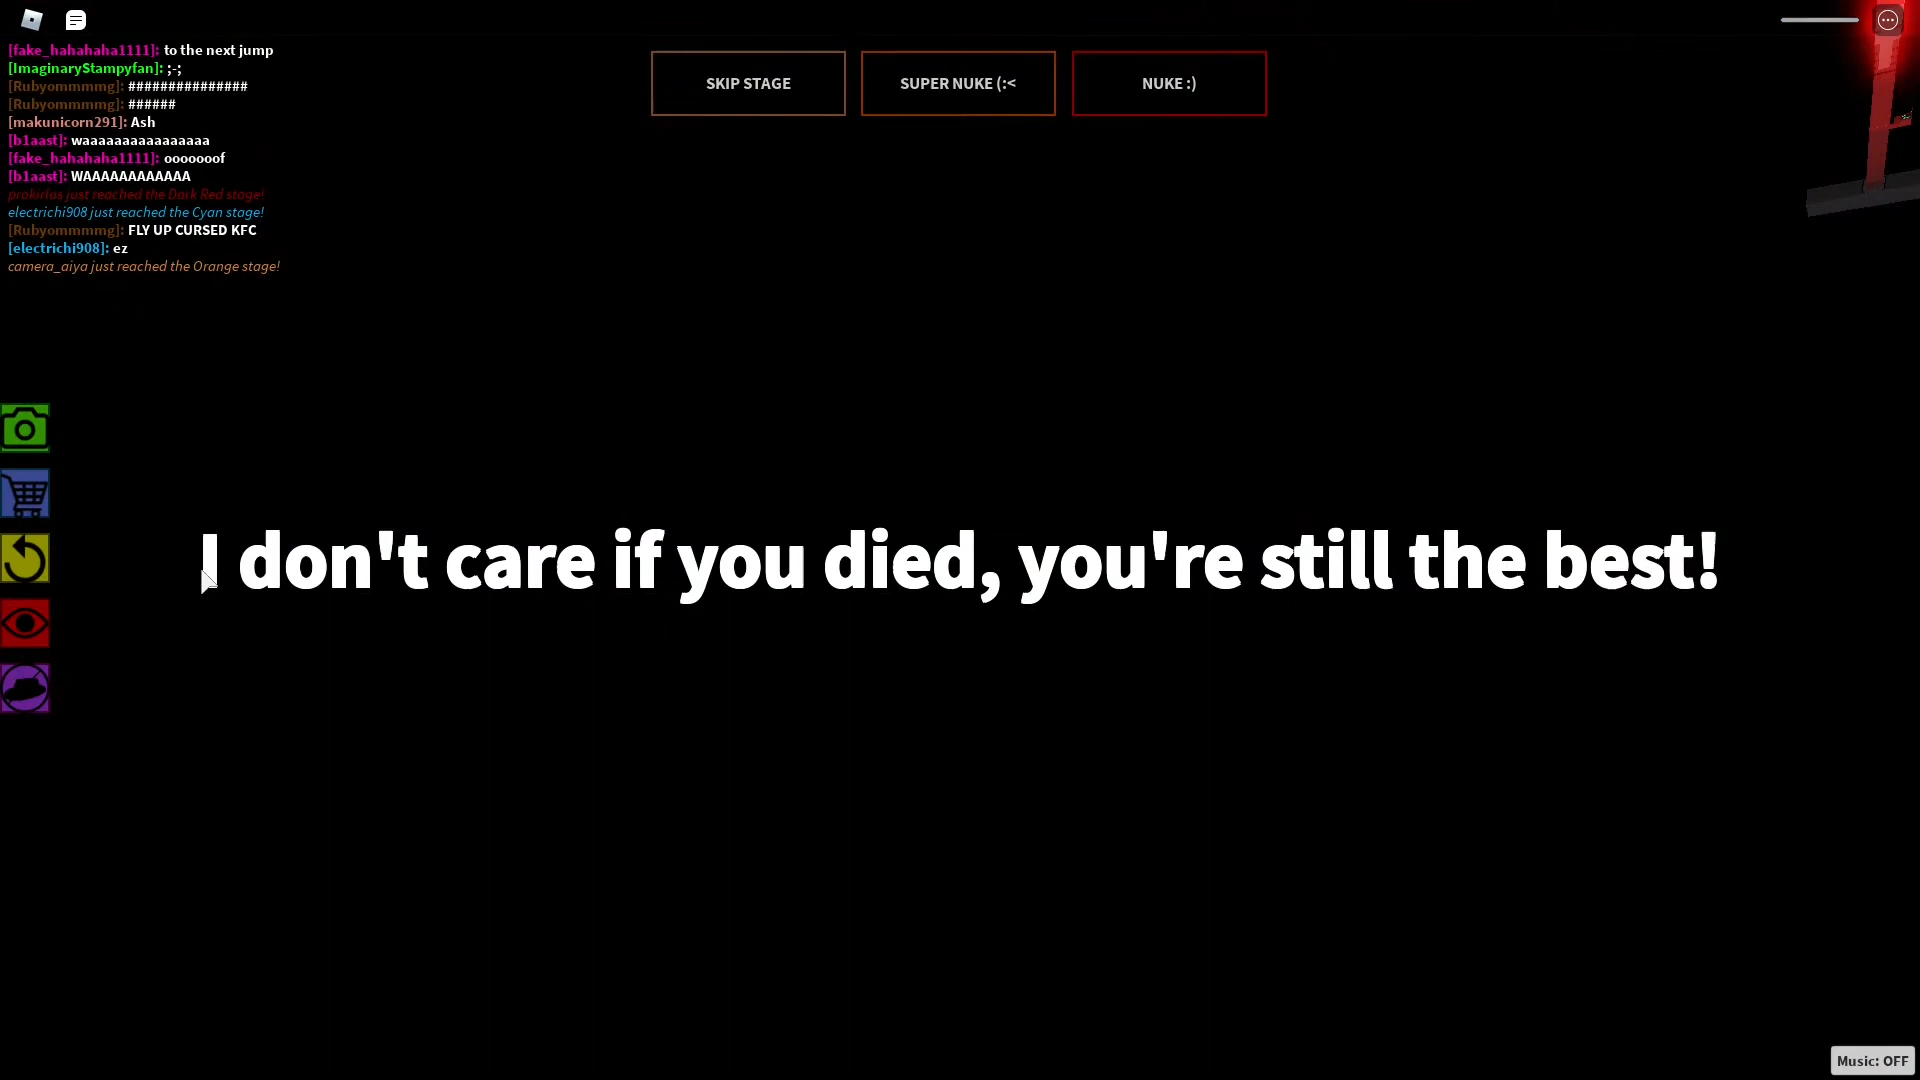 [fake_hahahaha1111]: to the next jump
[ImaginaryStampyfan]: ;-;
[Rubyommmmg]: ###############
[Rubyommmmg]: ######
[makunicorn291]: Ash
[b1aast]: waaaaaaaaaaaaaaaa
[fake_hahahaha1111]: ooooooof
[b1aast]: WAAAAAAAAAAAA
prokirlas just reached the Dark Red stage!
electrichi908 just reached the Cyan stage!
[Rubyommmmg]: FLY UP CURSED KFC
[electrichi908]: ez
camera_aiya just reached the Orange stage!
SKIP STAGE
SUPER NUKE (:<
NUKE :)
I don't care if you died, you're still the best!
Music: OFF